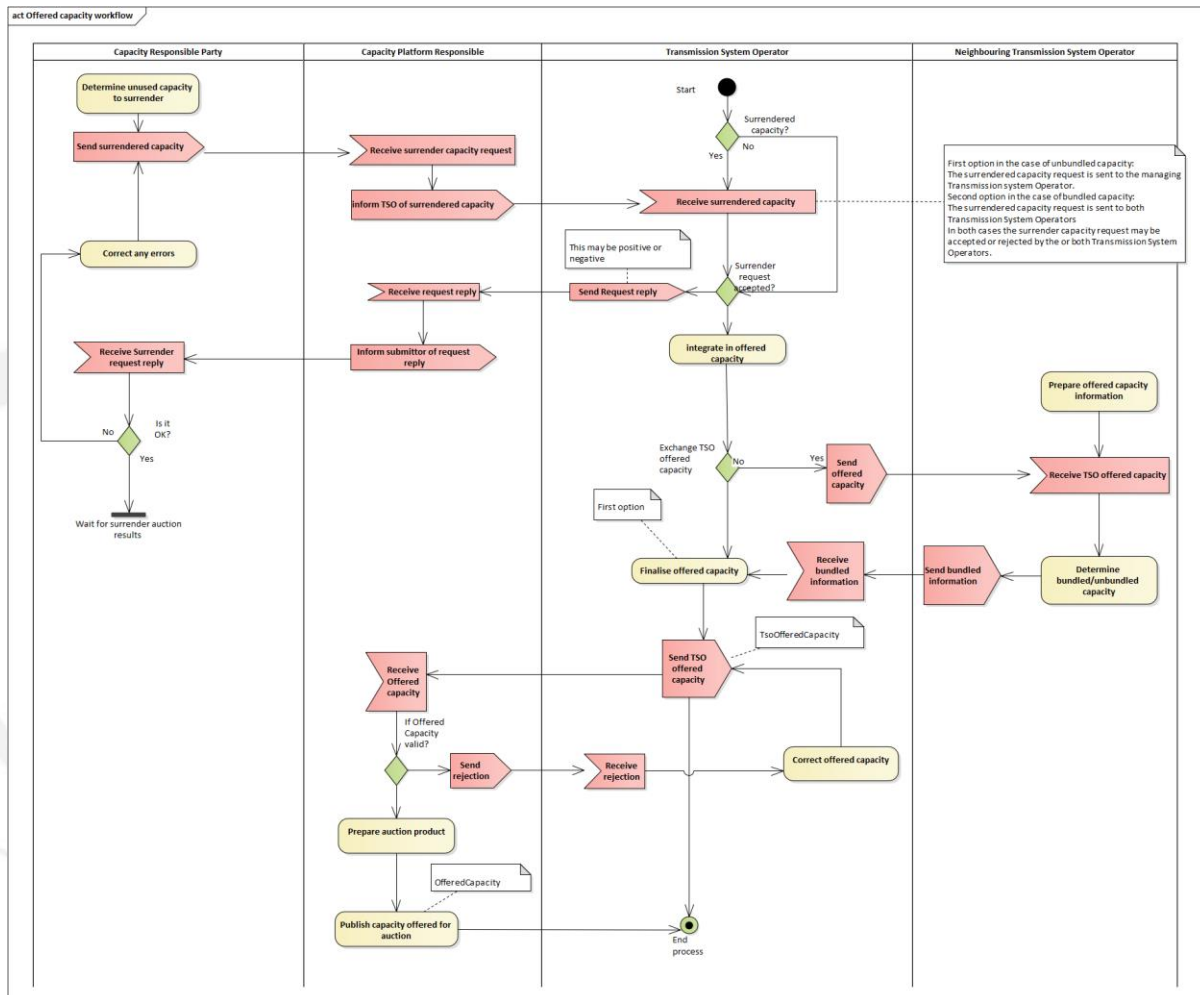 act Offered capacity workflow
Capacity Responsible Party
Capacity Platform Responsible
Transmission System Operator
Neighbouring Transmission System Operator
Determine unused capacity
to surrender
Send surrendered capacity
Correct any errors
Receive Surrender
request reply
No
Is it
OK?
Yes
Wait for surrender auction
results
Receive surrender capacity request
inform TSO of surrendered capacity
Receive request reply
Inform submittor of request
reply
Receive
Offered
capacity
If Offered
Capacity
valid?
Send
rejection
Prepare auction product
OfferedCapacity
Publish capacity offered for
auction
Start
Surrendered
capacity?
No
Yes
Receive surrendered capacity
This may be positive or
negative
Surrender
request
accepted?
Send Request reply
integrate in offered
capacity
Exchange TSO
offered
capacity
No
Yes
Send
offered
capacity
First option
Finalise offered capacity
Receive
bundled
information
TsoOfferedCapacity
Send TSO
offered
capacity
Receive
rejection
Correct offered capacity
End
process
First option in the case of unbundled capacity:
The surrendered capacity request is sent to the managing
Transmission system Operator.
Second option in the case of bundled capacity:
The surrendered capacity request is sent to both
Transmission System Operators
In both cases the surrender capacity request may be
accepted or rejected by the or both Transmission System
Operators.
Prepare offered capacity
information
Receive TSO offered capacity
Send bundled
information
Determine
bundled/unbundled
capacity